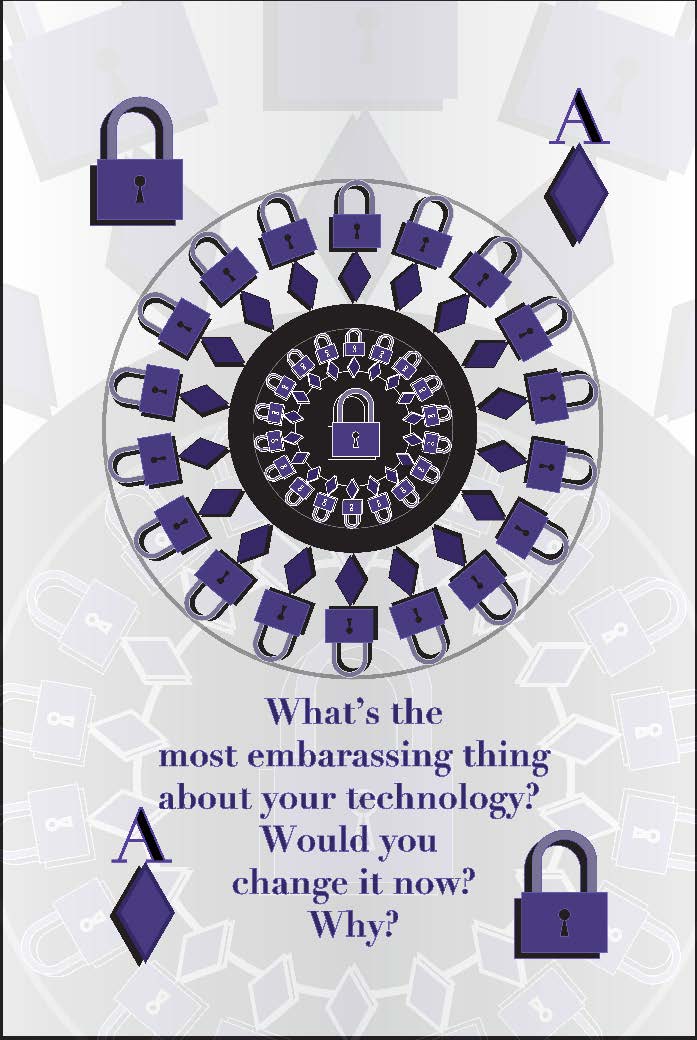 A
What's the
most embarassing thing
about your technology?
A
Would you
change it now?
Why?